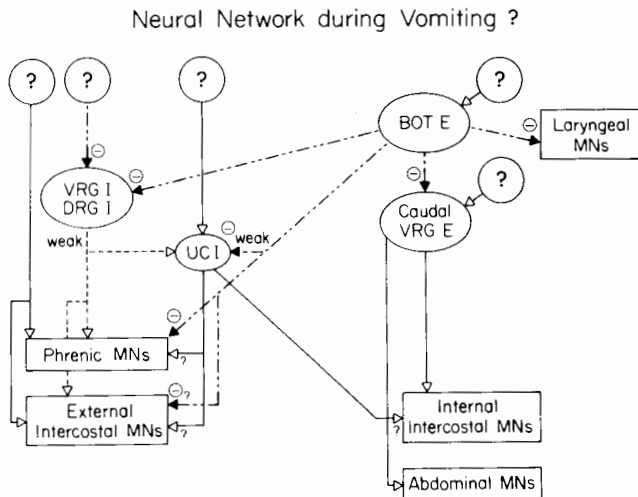 Neural Network during Vomiting ?
? ? ? ?
BOT E
⊖
Laryngeal
MNs
⊖ ⊖
VRG I
DRG I
⊖
?
Caudal
VRG E
weak
⊖
weak
UC I
⊖
Phrenic MNs
?
⊖ ?
External
Intercostal MNs
?
Internal
Intercostal MNs
?
Abdominal MNs